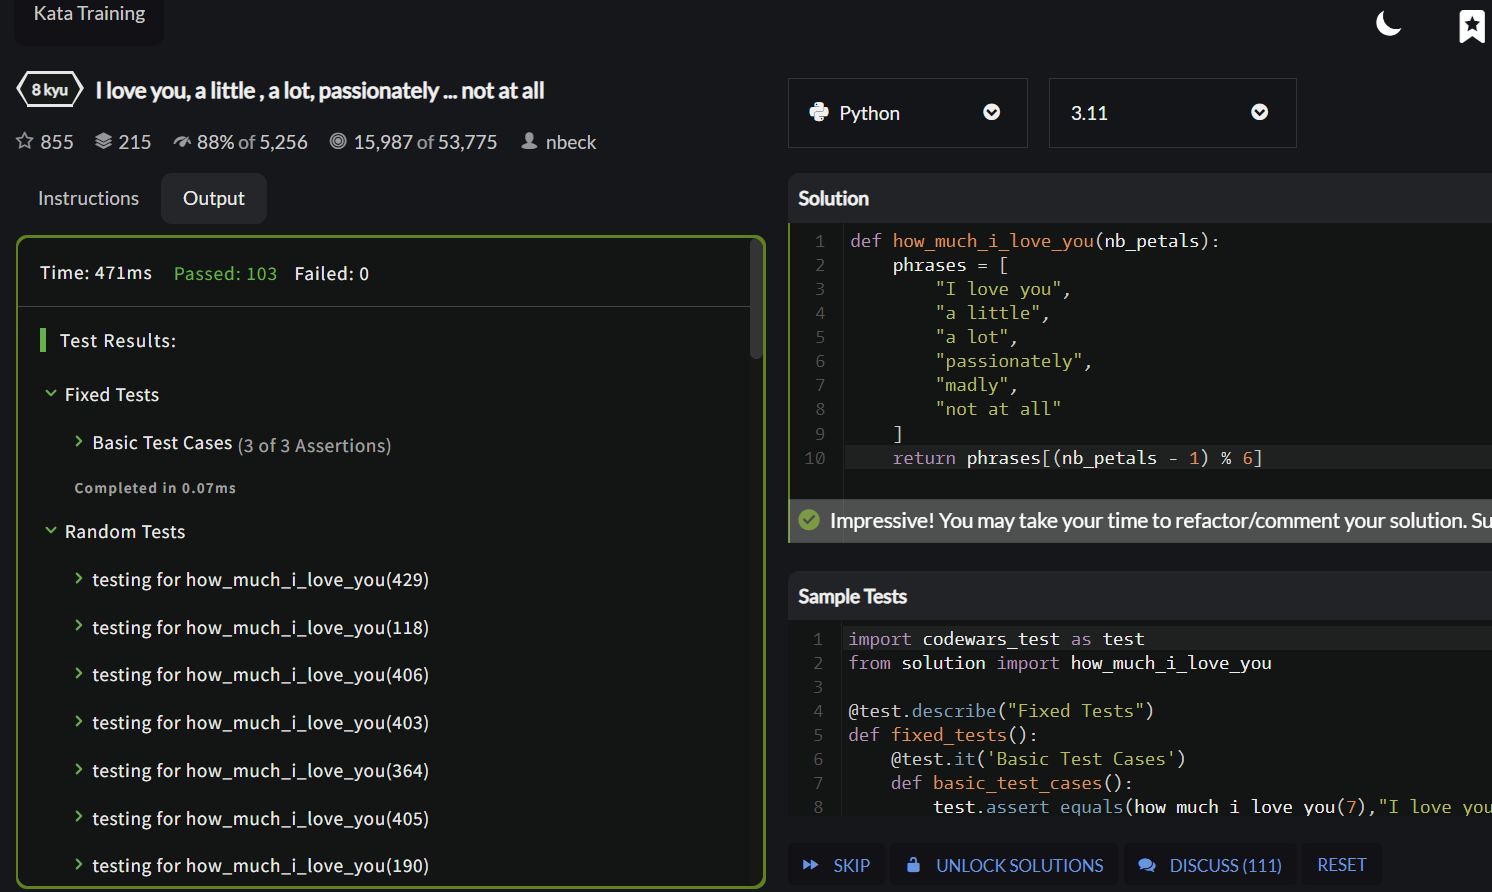 Kata Training
8 kyu I love you, a little , a lot, passionately ... not at all
855 215 88% of 5,256 15,987 of 53,775 nbeck
Instructions Output
Time: 471ms Passed: 103 Failed: 0
Test Results:
Fixed Tests
Basic Test Cases (3 of 3 Assertions)
Completed in 0.07ms
Random Tests
testing for how_much_i_love_you(429)
testing for how_much_i_love_you(118)
testing for how_much_i_love_you(406)
testing for how_much_i_love_you(403)
testing for how_much_i_love_you(364)
testing for how_much_i_love_you(405)
testing for how_much_i_love_you(190)
Python 3.11
Solution
1 def how_much_i_love_you(nb_petals):
2 phrases = [
3 "I love you",
4 "a little",
5 "a lot",
6 "passionately",
7 "madly",
8 "not at all"
9 ]
10 return phrases[(nb_petals - 1) % 6]
Impressive! You may take your time to refactor/comment your solution. Su
Sample Tests
1 import codewars_test as test
2 from solution import how_much_i_love_you
3
4 @test.describe("Fixed Tests")
5 def fixed_tests():
6 @test.it('Basic Test Cases')
7 def basic_test_cases():
8 test.assert_equals(how_much_i_love_you(7),"I love you
SKIP UNLOCK SOLUTIONS DISCUSS (111) RESET